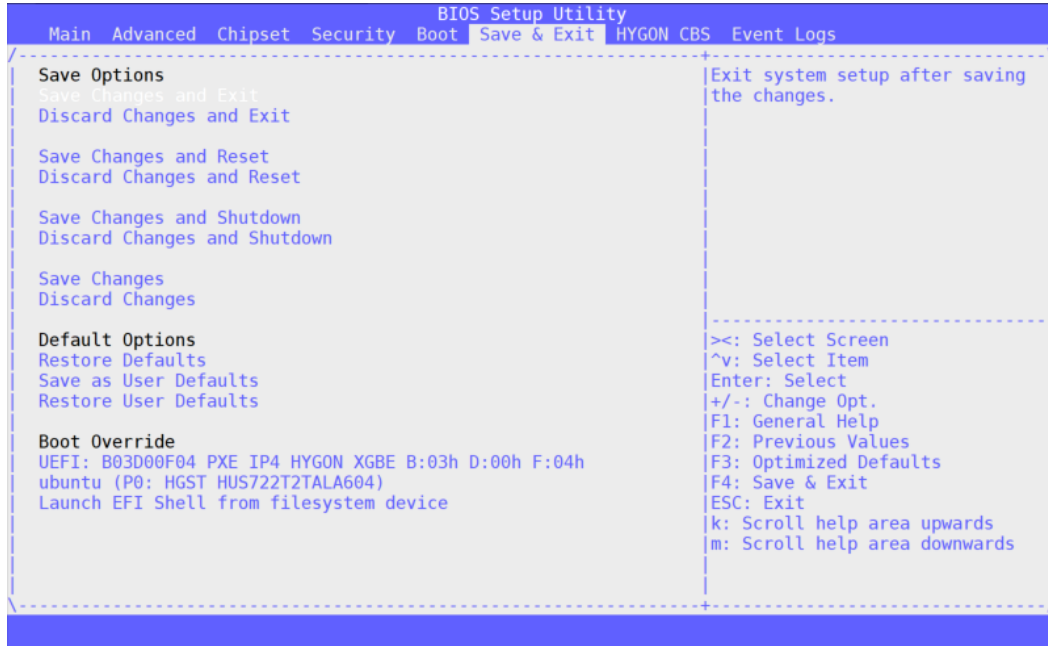 BIOS Setup Utility
Main Advanced Chipset Security Boot Save & Exit HYGON CBS Event Logs
Save Options
Save Changes and Exit
Discard Changes and Exit
Save Changes and Reset
Discard Changes and Reset
Save Changes and Shutdown
Discard Changes and Shutdown
Save Changes
Discard Changes
Default Options
Restore Defaults
Save as User Defaults
Restore User Defaults
Boot Override
UEFI: B03D00F04 PXE IP4 HYGON XGBE B:03h D:00h F:04h
ubuntu (P0: HGST HUS722T2TALA604)
Launch EFI Shell from filesystem device
Exit system setup after saving
the changes.
><: Select Screen
^v: Select Item
Enter: Select
+/-: Change Opt.
F1: General Help
F2: Previous Values
F3: Optimized Defaults
F4: Save & Exit
ESC: Exit
k: Scroll help area upwards
m: Scroll help area downwards